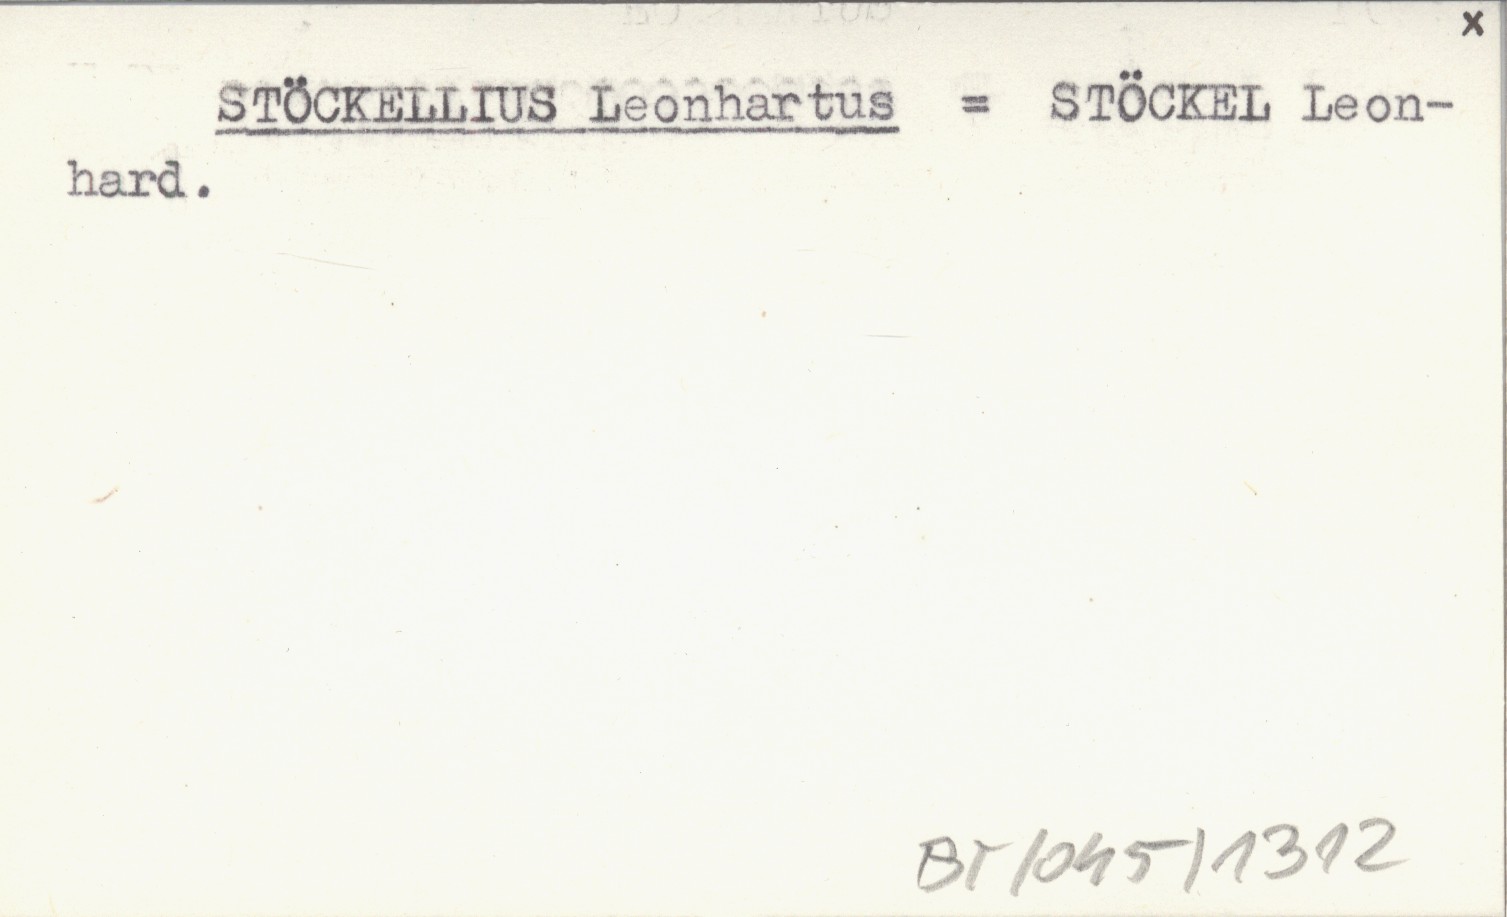 x
STÖCKELLIUS Leonhartus = STÖCKEL Leon-
hard.
BT/045/1312